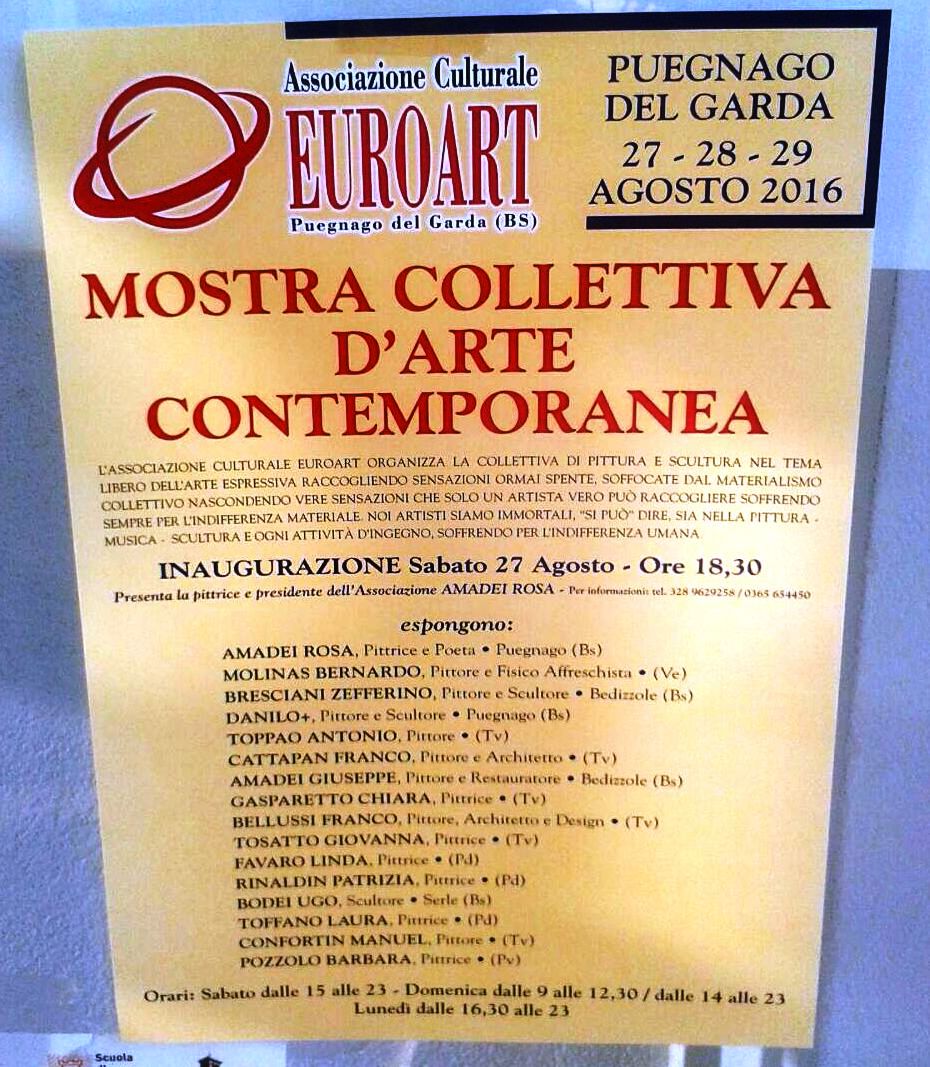 Associazione Culturale
EUROART
Puegnago del Garda (BS)
PUEGNAGO
DEL GARDA
27 - 28 - 29
AGOSTO 2016
MOSTRA COLLETTIVA
D'ARTE
CONTEMPORANEA
L'ASSOCIAZIONE CULTURALE EUROART ORGANIZZA LA COLLETTIVA DI PITTURA E SCULTURA NEL TEMA
LIBERO DELL'ARTE ESPRESSIVA RACCOGLIENDO SENSAZIONI ORMAI SPENTE, SOFFOCATE DAL MATERIALISMO
COLLETTIVO NASCONDENDO VERE SENSAZIONI CHE SOLO UN ARTISTA VERO PUÒ RACCOGLIERE SOFFRENDO
SEMPRE PER L'INDIFFERENZA MATERIALE. NOI ARTISTI SIAMO IMMORTALI, "SI PUÒ" DIRE, SIA NELLA PITTURA -
MUSICA - SCULTURA E OGNI ATTIVITÀ D'INGEGNO, SOFFRENDO PER L'INDIFFERENZA UMANA.
INAUGURAZIONE Sabato 27 Agosto - Ore 18,30
Presenta la pittrice e presidente dell'Associazione AMADEI ROSA - Per informazioni: tel. 328 9629258 / 0365 654450
espongono:
AMADEI ROSA, Pittrice e Poeta • Puegnago (Bs)
MOLINAS BERNARDO, Pittore e Fisico Affreschista • (Ve)
BRESCIANI ZEFFERINO, Pittore e Scultore • Bedizzole (Bs)
DANILO+, Pittore e Scultore • Puegnago (Bs)
TOPPAO ANTONIO, Pittore • (Tv)
CATTAPAN FRANCO, Pittore e Architetto • (Tv)
AMADEI GIUSEPPE, Pittore e Restauratore • Bedizzole (Bs)
GASPARETTO CHIARA, Pittrice • (Tv)
BELLUSSI FRANCO, Pittore, Architetto e Design • (Tv)
TOSATTO GIOVANNA, Pittrice • (Tv)
FAVARO LINDA, Pittrice • (Pd)
RINALDIN PATRIZIA, Pittrice • (Pd)
BODEI UGO, Scultore • Serle (Bs)
TOFFANO LAURA, Pittrice • (Pd)
CONFORTIN MANUEL, Pittore • (Tv)
POZZOLO BARBARA, Pittrice • (Pv)
Orari: Sabato dalle 15 alle 23 - Domenica dalle 9 alle 12,30 / dalle 14 alle 23
Lunedì dalle 16,30 alle 23
Scuola